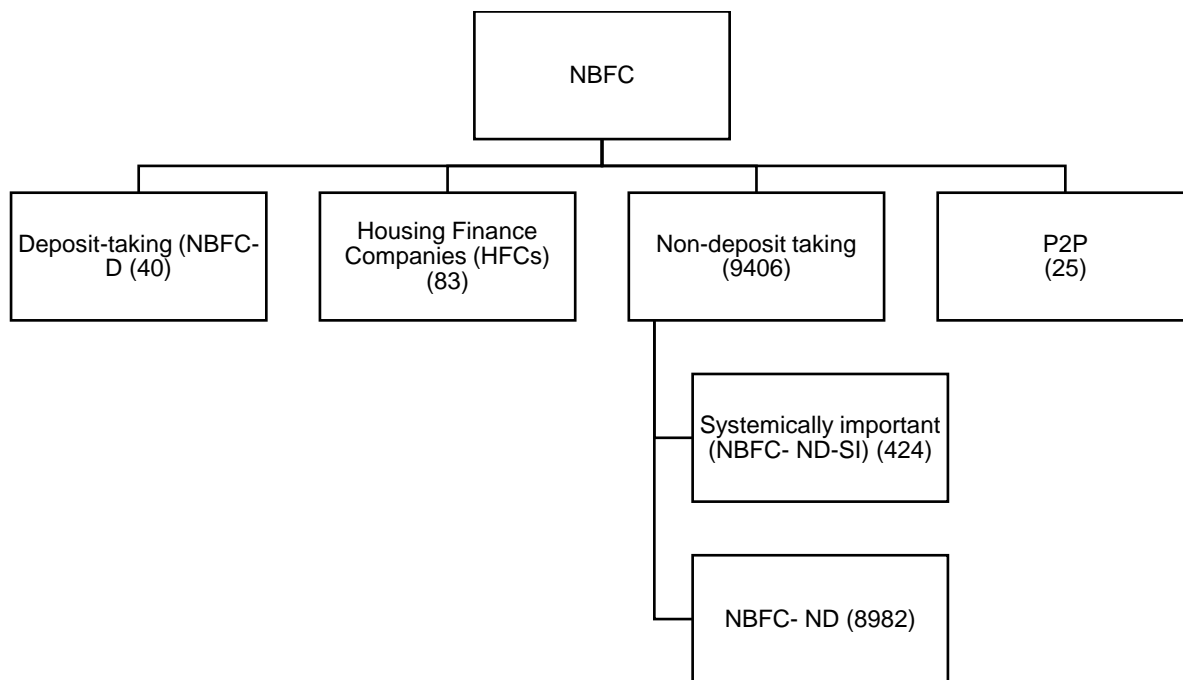 NBFC
Deposit-taking (NBFC-
D (40)
Housing Finance
Companies (HFCs)
(83)
Non-deposit taking
(9406)
P2P
(25)
Systemically important
(NBFC- ND-SI) (424)
NBFC- ND (8982)